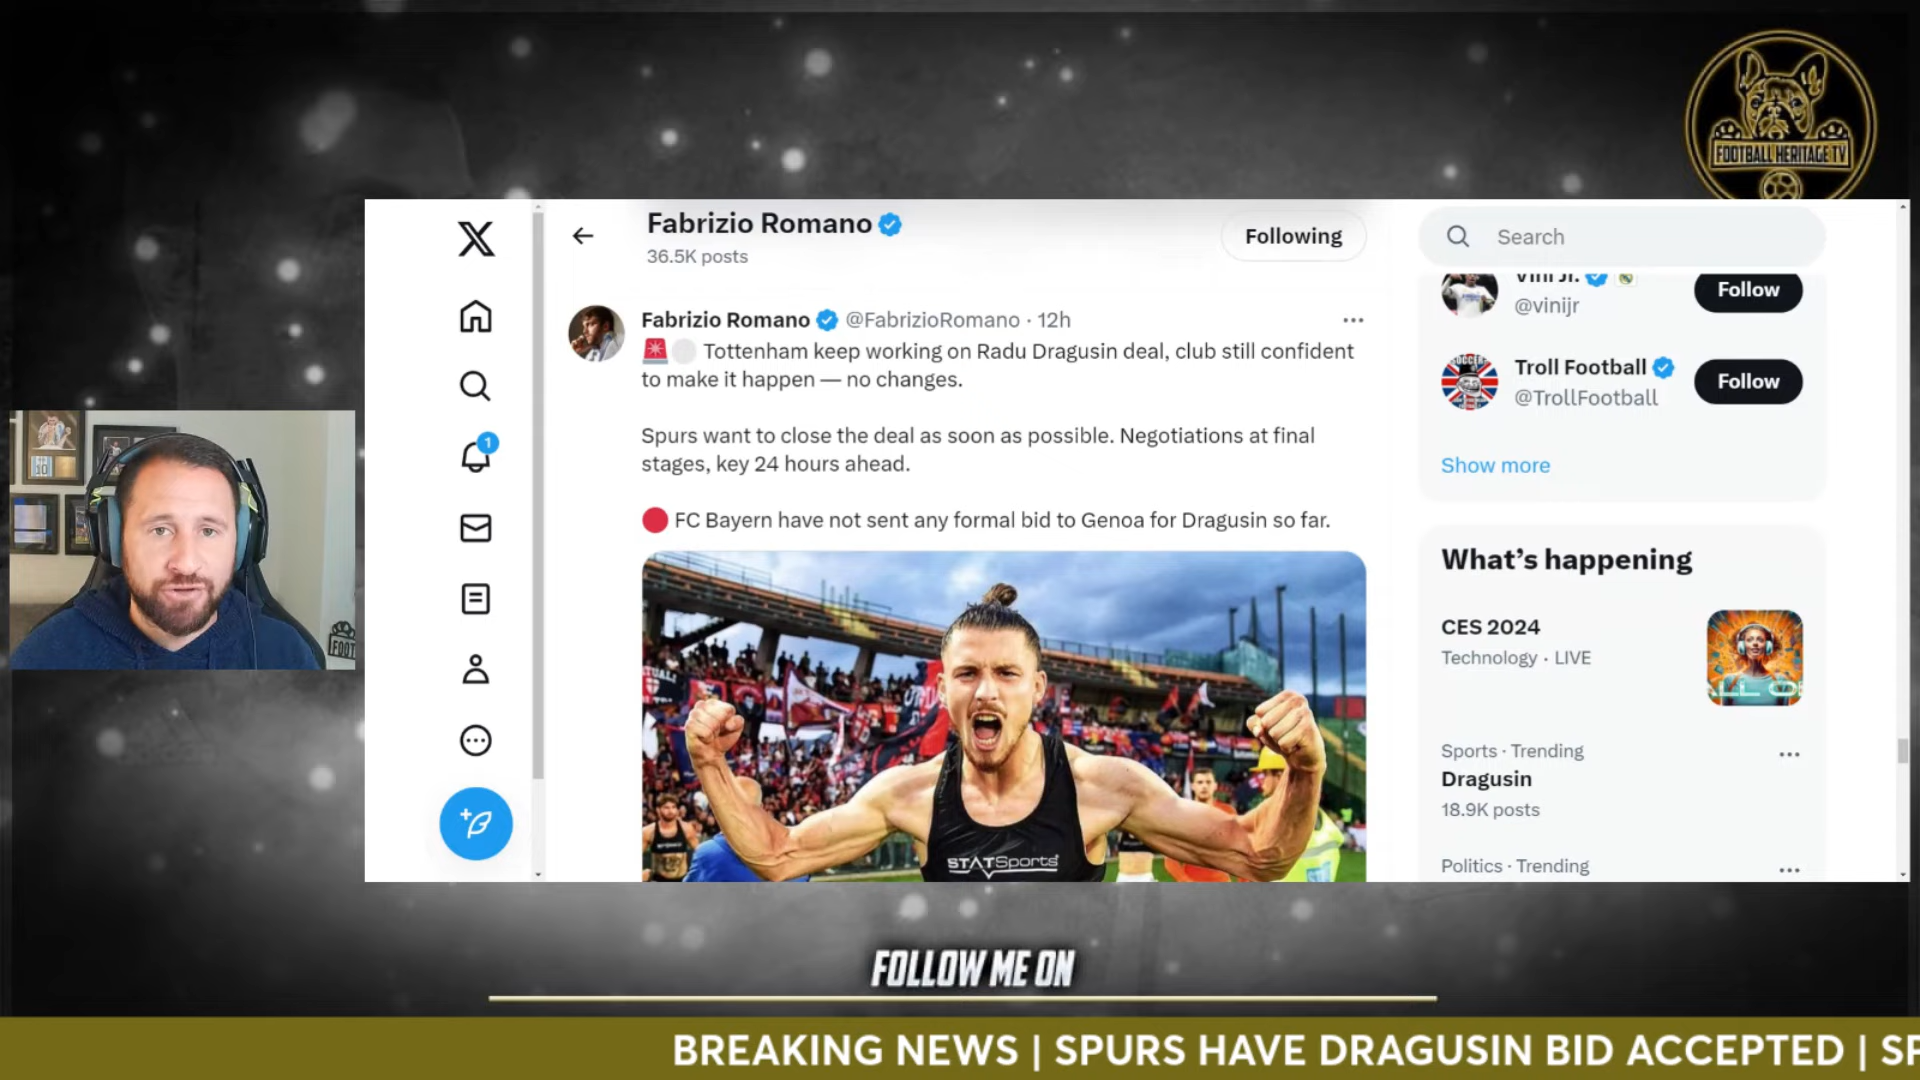 FOOTBALL HERITAGE TV
Fabrizio Romano
36.5K posts
Following
Search
Fabrizio Romano @FabrizioRomano · 12h
Tottenham keep working on Radu Dragusin deal, club still confident
to make it happen — no changes.
Spurs want to close the deal as soon as possible. Negotiations at final
stages, key 24 hours ahead.
FC Bayern have not sent any formal bid to Genoa for Dragusin so far.
1
STATSports
Vini Jr.
@vinijr
Follow
Troll Football
@TrollFootball
Follow
Show more
What’s happening
CES 2024
Technology · LIVE
Sports · Trending
Dragusin
18.9K posts
Politics · Trending
FOLLOW ME ON
BREAKING NEWS | SPURS HAVE DRAGUSIN BID ACCEPTED | SP